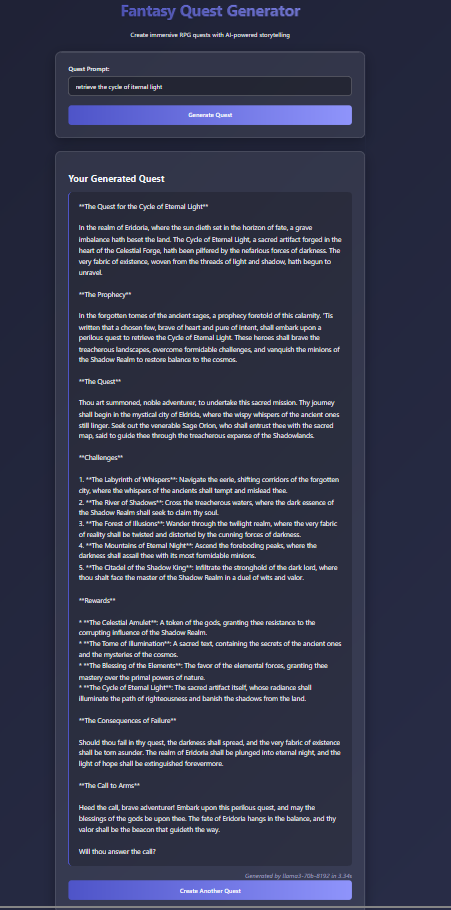 Fantasy Quest Generator
Create immersive RPG quests with AI-powered storytelling
Quest Prompt:
retrieve the cycle of iternal light
Generate Quest
Your Generated Quest
**The Quest for the Cycle of Eternal Light**
In the realm of Eridoria, where the sun dieth set in the horizon of fate, a grave
imbalance hath beset the land. The Cycle of Eternal Light, a sacred artifact forged in the
heart of the Celestial Forge, hath been pilfered by the nefarious forces of darkness. The
very fabric of existence, woven from the threads of light and shadow, hath begun to
unravel.
**The Prophecy**
In the forgotten tomes of the ancient sages, a prophecy foretold of this calamity. 'Tis
written that a chosen few, brave of heart and pure of intent, shall embark upon a
perilous quest to retrieve the Cycle of Eternal Light. These heroes shall brave the
treacherous landscapes, overcome formidable challenges, and vanquish the minions of
the Shadow Realm to restore balance to the cosmos.
**The Quest**
Thou art summoned, noble adventurer, to undertake this sacred mission. Thy journey
shall begin in the mystical city of Eldrida, where the wispy whispers of the ancient ones
still linger. Seek out the venerable Sage Orion, who shall entrust thee with the sacred
map, said to guide thee through the treacherous expanse of the Shadowlands.
**Challenges**
1. **The Labyrinth of Whispers**: Navigate the eerie, shifting corridors of the forgotten
city, where the whispers of the ancients shall tempt and mislead thee.
2. **The River of Shadows**: Cross the treacherous waters, where the dark essence of
the Shadow Realm shall seek to claim thy soul.
3. **The Forest of Illusions**: Wander through the twilight realm, where the very fabric
of reality shall be twisted and distorted by the cunning forces of darkness.
4. **The Mountains of Eternal Night**: Ascend the foreboding peaks, where the
darkness shall assail thee with its most formidable minions.
5. **The Citadel of the Shadow King**: Infiltrate the stronghold of the dark lord, where
thou shalt face the master of the Shadow Realm in a duel of wits and valor.
**Rewards**
* **The Celestial Amulet**: A token of the gods, granting thee resistance to the
corrupting influence of the Shadow Realm.
* **The Tome of Illumination**: A sacred text, containing the secrets of the ancient ones
and the mysteries of the cosmos.
* **The Blessing of the Elements**: The favor of the elemental forces, granting thee
mastery over the primal powers of nature.
* **The Cycle of Eternal Light**: The sacred artifact itself, whose radiance shall
illuminate the path of righteousness and banish the shadows from the land.
**The Consequences of Failure**
Should thou fail in thy quest, the darkness shall spread, and the very fabric of existence
shall be torn asunder. The realm of Eridoria shall be plunged into eternal night, and the
light of hope shall be extinguished forevermore.
**The Call to Arms**
Heed the call, brave adventurer! Embark upon this perilous quest, and may the
blessings of the gods be upon thee. The fate of Eridoria hangs in the balance, and thy
valor shall be the beacon that guideth the way.
Will thou answer the call?
Generated by llama3-70b-8192 in 3.34s
Create Another Quest